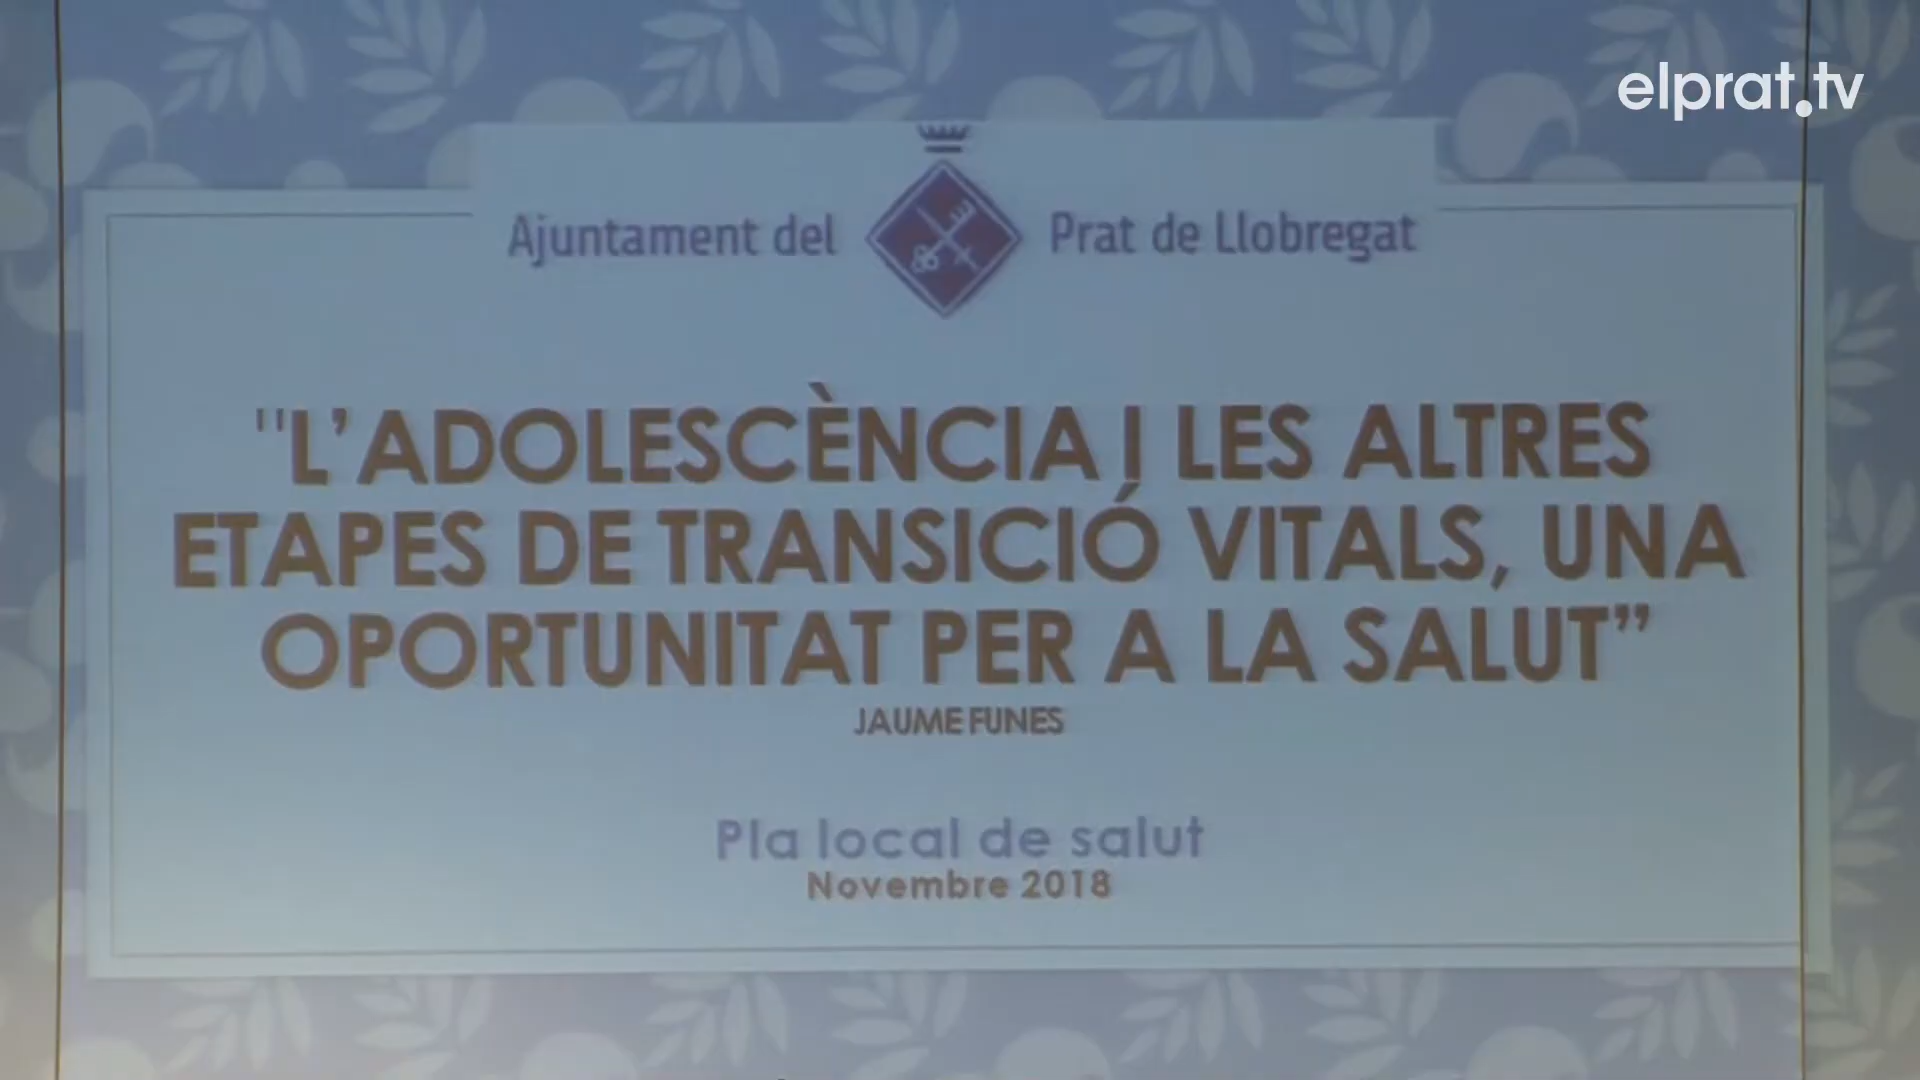 elprat.tv
Ajuntament del Prat de Llobregat
"L’ADOLESCÈNCIA I LES ALTRES
ETAPES DE TRANSICIÓ VITALS, UNA
OPORTUNITAT PER A LA SALUT”
JAUME FUNES
Pla local de salut
Novembre 2018